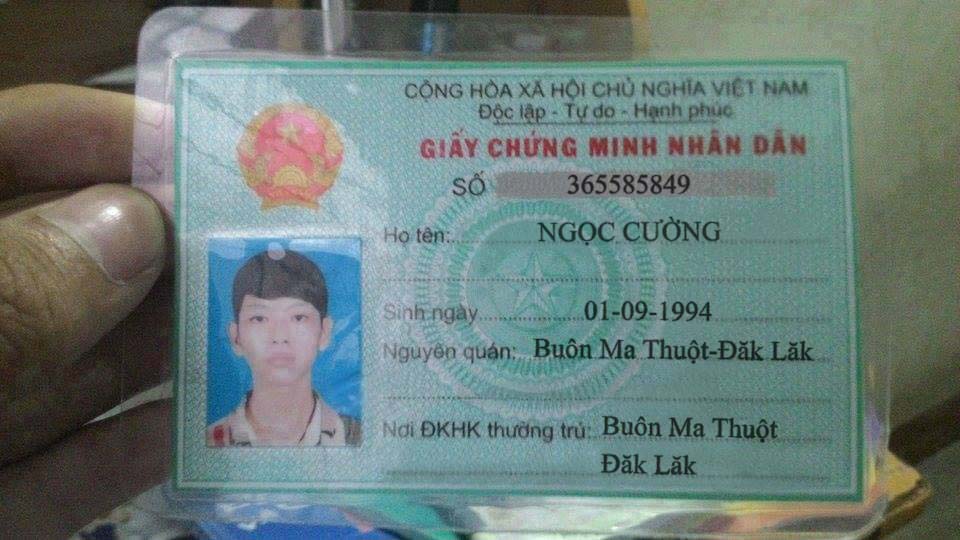 CỘNG HÒA XÃ HỘI CHỦ NGHĨA VIỆT NAM
Độc lập - Tự do - Hạnh phúc
GIẤY CHỨNG MINH NHÂN DÂN
SỐ 365585849
Họ tên: NGỌC CƯỜNG
Sinh ngày 01-09-1994
Nguyên quán: Buôn Ma Thuột-Đăk Lăk
Nơi ĐKHK thường trú: Buôn Ma Thuột
Đăk Lăk